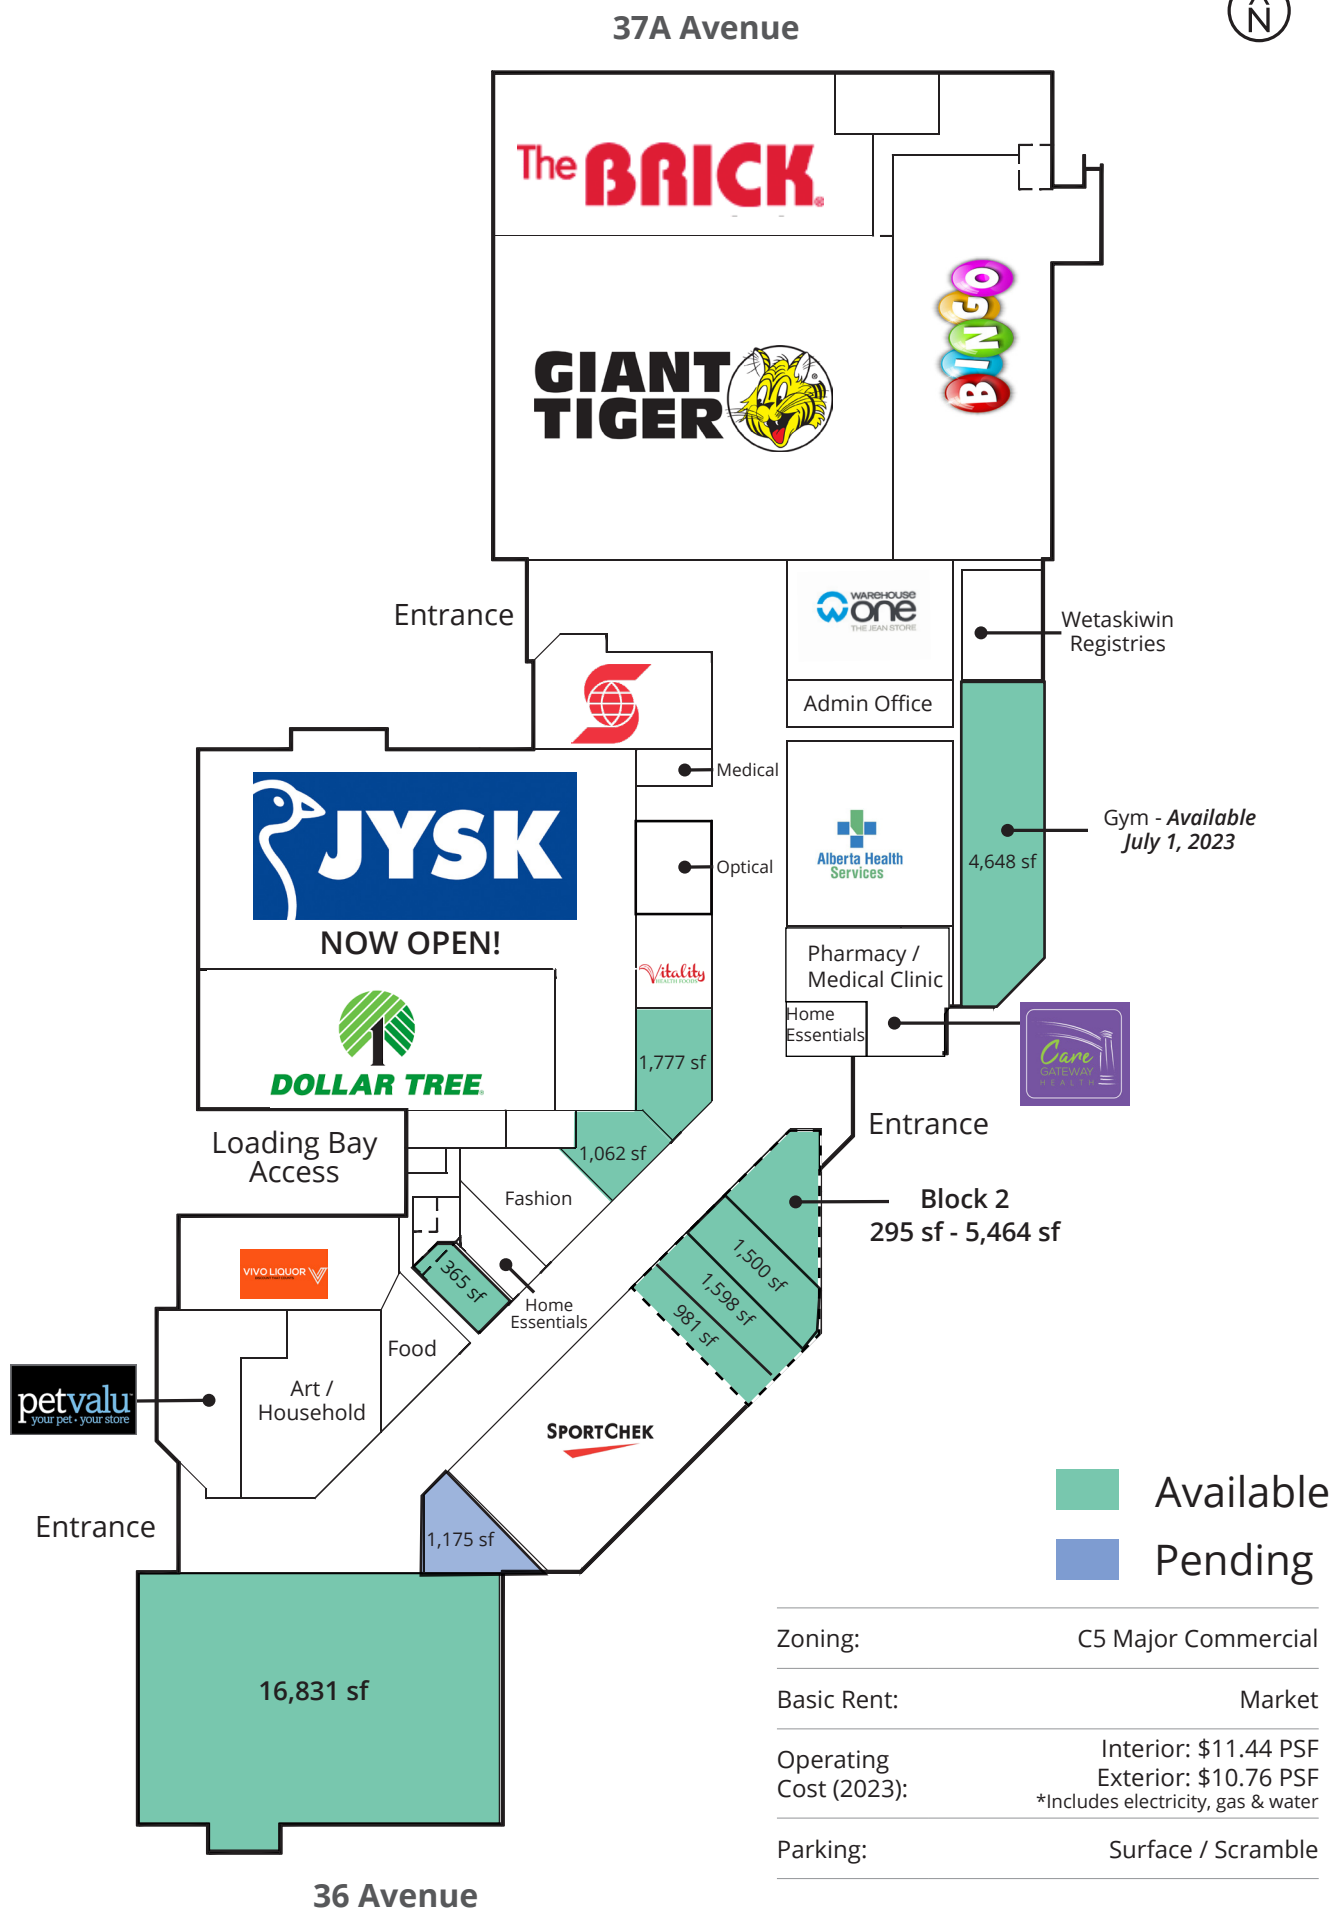 37A Avenue
N
The BRICK
GIANT
TIGER
BINGO
Entrance
WAREHOUSE
one
THE JEAN STORE
Wetaskiwin
Registries
Admin Office
Medical
JYSK
NOW OPEN!
Optical
Alberta Health
Services
Gym - Available
July 1, 2023
4,648 sf
Vitality
HEALTH FOODS
Pharmacy /
Medical Clinic
Home
Essentials
Care
GATEWAY
HEALTH
DOLLAR TREE
1,777 sf
Entrance
Loading Bay
Access
1,062 sf
Fashion
Block 2
295 sf - 5,464 sf
1,500 sf
1,598 sf
981 sf
VIVO LIQUOR
365 sf
Home
Essentials
Food
petvalu
your pet • your store
Art /
Household
SPORTCHEK
Entrance
1,175 sf
Available
Pending
16,831 sf
Zoning: C5 Major Commercial
Basic Rent: Market
Operating
Cost (2023):
Interior: $11.44 PSF
Exterior: $10.76 PSF
*Includes electricity, gas & water
Parking: Surface / Scramble
36 Avenue